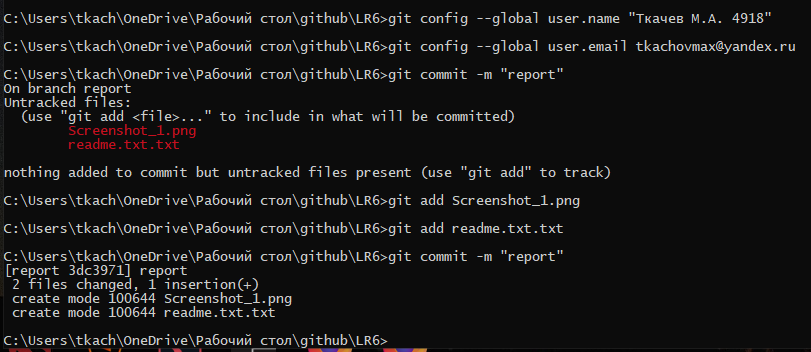 C:\Users\tkach\OneDrive\Рабочий стол\github\LR6>git config --global user.name "Ткачев М.А. 4918"
C:\Users\tkach\OneDrive\Рабочий стол\github\LR6>git config --global user.email tkachovmax@yandex.ru
C:\Users\tkach\OneDrive\Рабочий стол\github\LR6>git commit -m "report"
On branch report
Untracked files:
  (use "git add <file>..." to include in what will be committed)
        Screenshot_1.png
        readme.txt.txt
nothing added to commit but untracked files present (use "git add" to track)
C:\Users\tkach\OneDrive\Рабочий стол\github\LR6>git add Screenshot_1.png
C:\Users\tkach\OneDrive\Рабочий стол\github\LR6>git add readme.txt.txt
C:\Users\tkach\OneDrive\Рабочий стол\github\LR6>git commit -m "report"
[report 3dc3971] report
 2 files changed, 1 insertion(+)
 create mode 100644 Screenshot_1.png
 create mode 100644 readme.txt.txt
C:\Users\tkach\OneDrive\Рабочий стол\github\LR6>